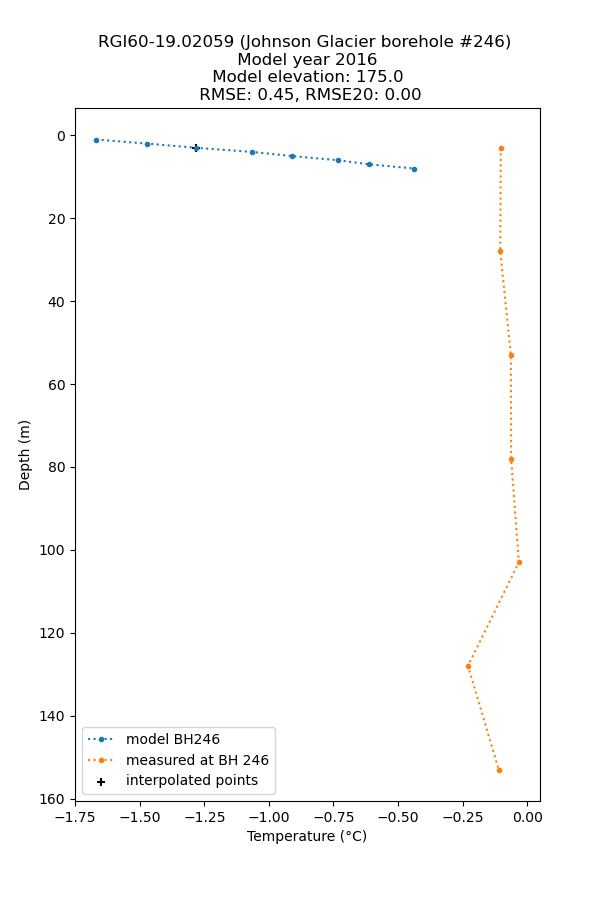 RGI60-19.02059 (Johnson Glacier borehole #246)
Model year 2016
Model elevation: 175.0
RMSE: 0.45, RMSE20: 0.00
0
20
40
60
80
100
120
140
160
Depth (m)
model BH246
measured at BH 246
interpolated points
−1.75 −1.50 −1.25 −1.00 −0.75 −0.50 −0.25 0.00
Temperature (°C)